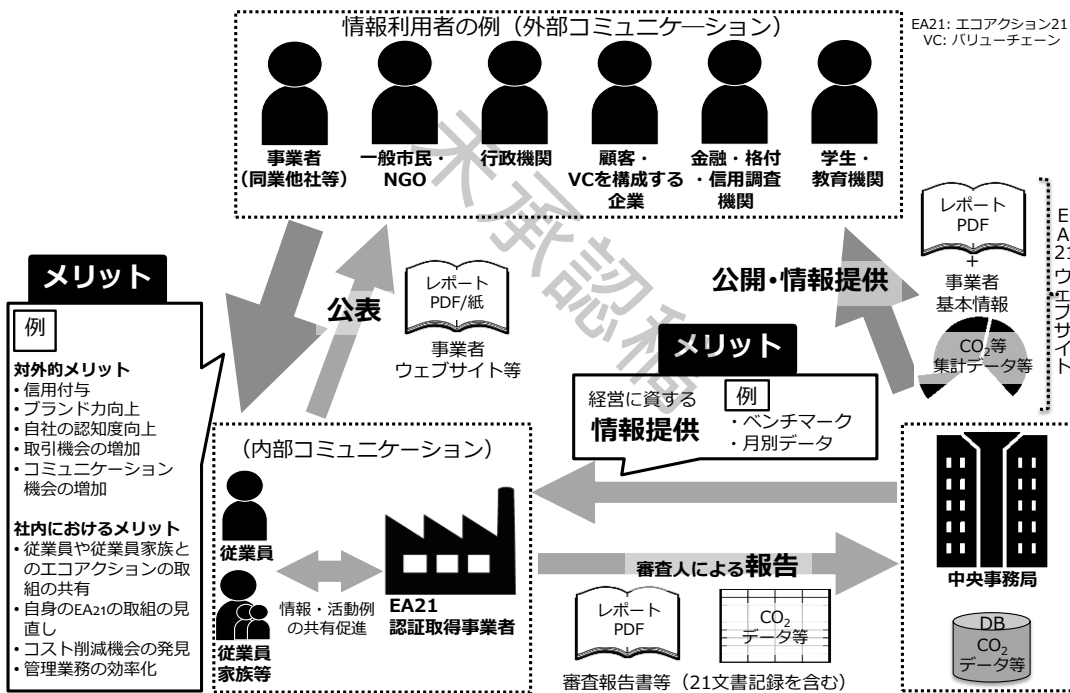 情報利用者の例（外部コミュニケーション）
EA21: エコアクション21
VC: バリューチェーン
事業者
（同業他社等）
一般市民・
NGO
行政機関
顧客・
VCを構成する
企業
金融・格付
・信用調査
機関
学生・
教育機関
未承認稿
レポート
PDF
+
事業者
基本情報
CO₂等
集計データ等
EA21ウェブサイト
公開・情報提供
公表
レポート
PDF/紙
事業者
ウェブサイト等
メリット
例
対外的メリット
・信用付与
・ブランド力向上
・自社の認知度向上
・取引機会の増加
・コミュニケーション
機会の増加
社内におけるメリット
・従業員や従業員家族と
のエコアクションの取
組の共有
・自身のEA21の取組の見
直し
・コスト削減機会の発見
・管理業務の効率化
メリット
経営に資する
情報提供
例
・ベンチマーク
・月別データ
（内部コミュニケーション）
従業員
従業員
家族等
情報・活動例
の共有促進
EA21
認証取得事業者
審査人による報告
レポート
PDF
CO₂
データ等
審査報告書等（21文書記録を含む）
中央事務局
DB
CO₂
データ等